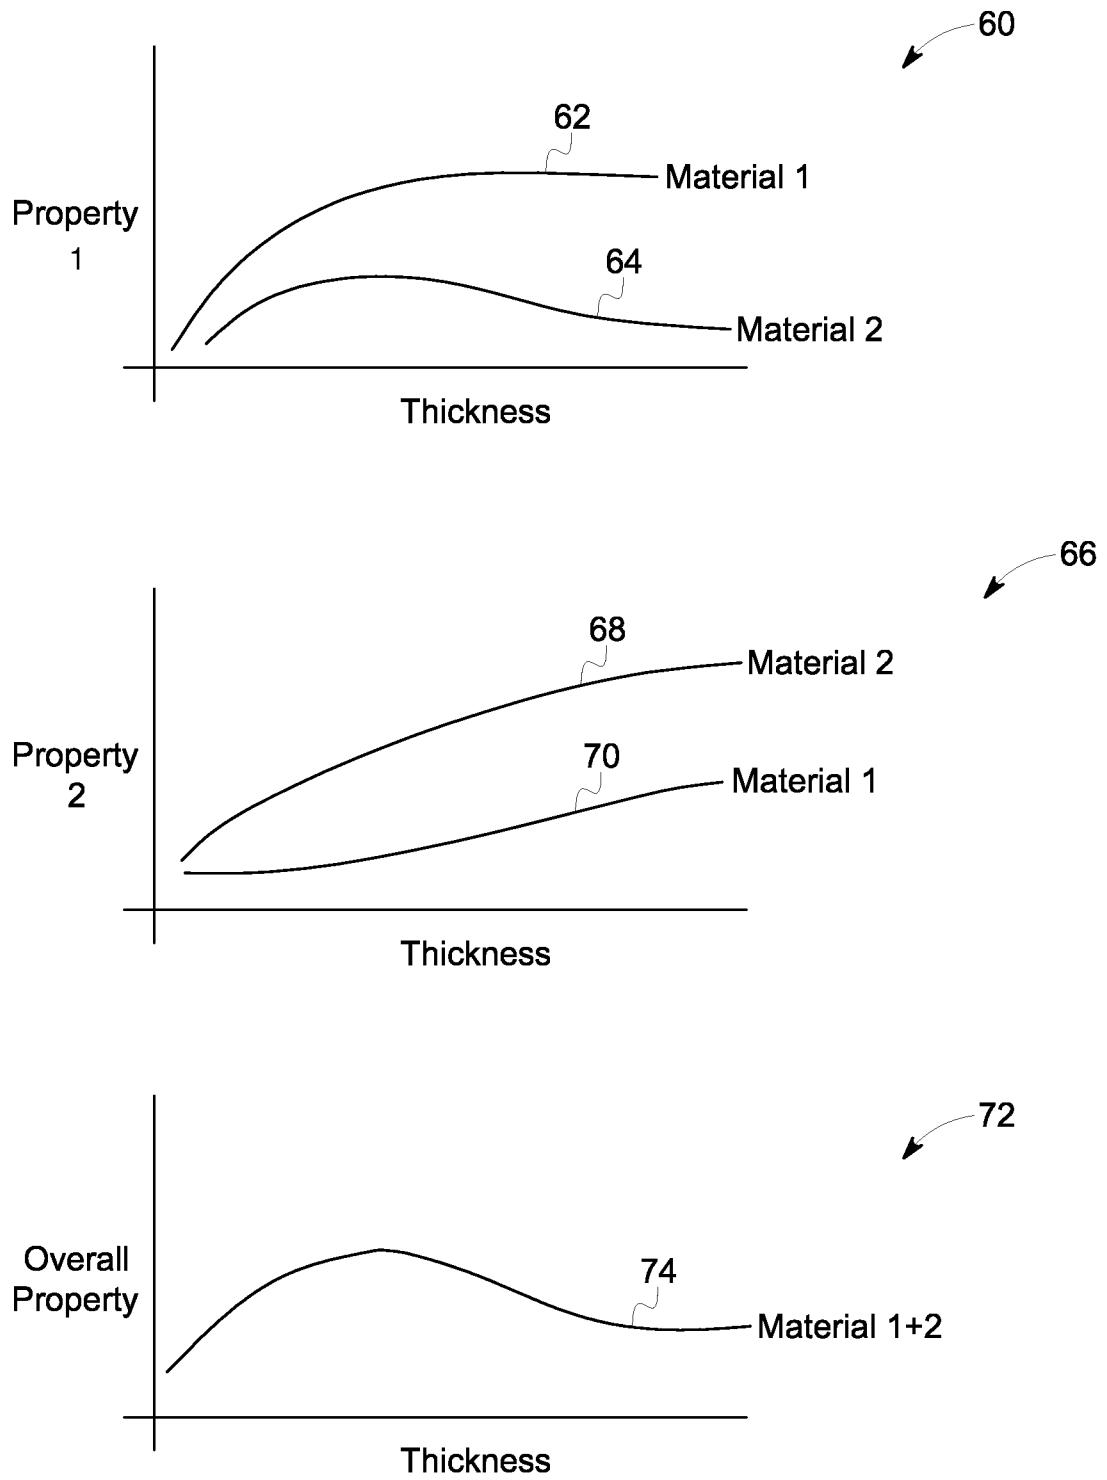 60
62
Material 1
Property
1
64
Material 2
Thickness
66
68
Material 2
Property
2
70
Material 1
Thickness
72
Overall
Property
74
Material 1+2
Thickness